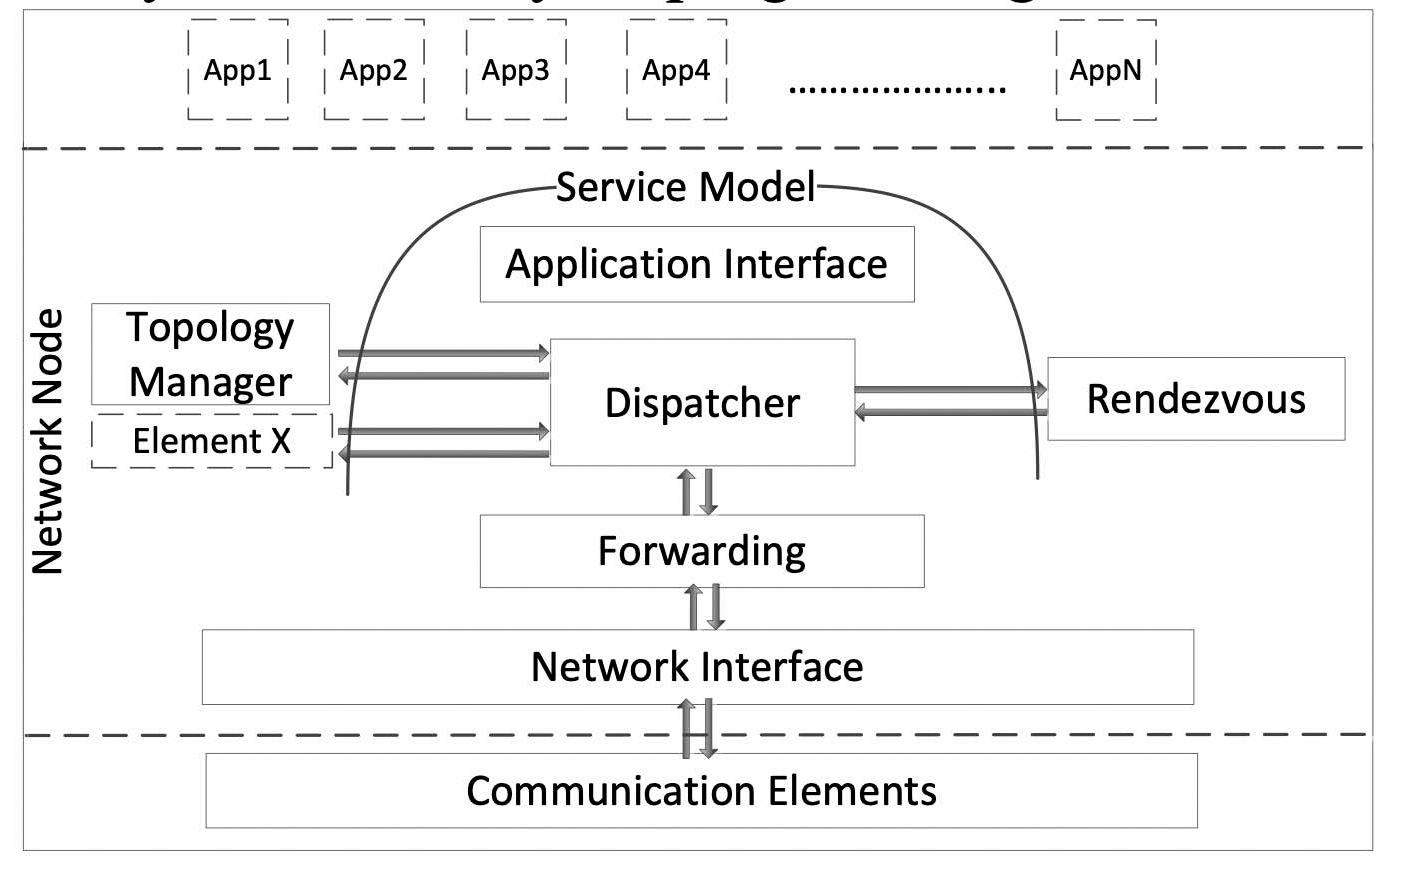 App1 App2 App3 App4 ..................... AppN
Service Model
Application Interface
Network Node
Topology
Manager
Element X
Dispatcher
Rendezvous
Forwarding
Network Interface
Communication Elements